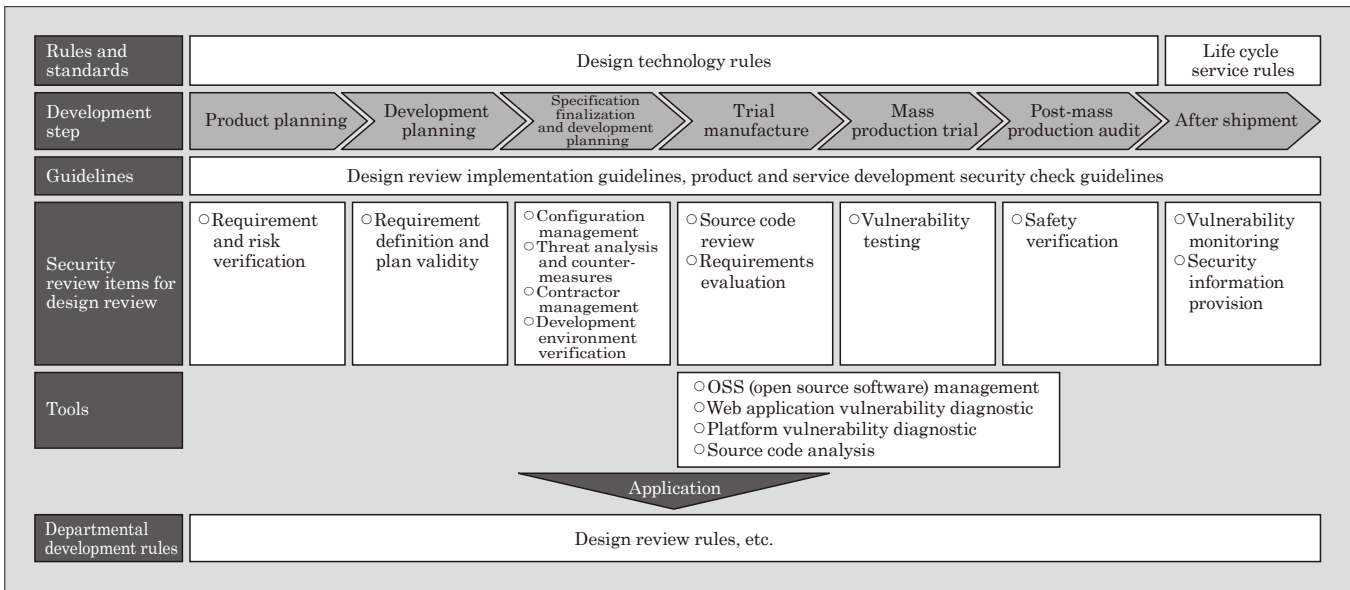 Rules and
standards
Design technology rules
Life cycle
service rules
Development
step
Product planning
Development
planning
Specification
finalization
and development
planning
Trial
manufacture
Mass
production trial
Post-mass
production audit
After shipment
Guidelines
Design review implementation guidelines, product and service development security check guidelines
Security
review items for
design review
○Requirement
and risk
verification
○Requirement
definition and
plan validity
○Configuration
management
○Threat analysis
and counter-
measures
○Contractor
management
○Development
environment
verification
○Source code
review
○Requirements
evaluation
○Vulnerability
testing
○Safety
verification
○Vulnerability
monitoring
○Security
information
provision
Tools
○OSS (open source software) management
○Web application vulnerability diagnostic
○Platform vulnerability diagnostic
○Source code analysis
Application
Departmental
development rules
Design review rules, etc.